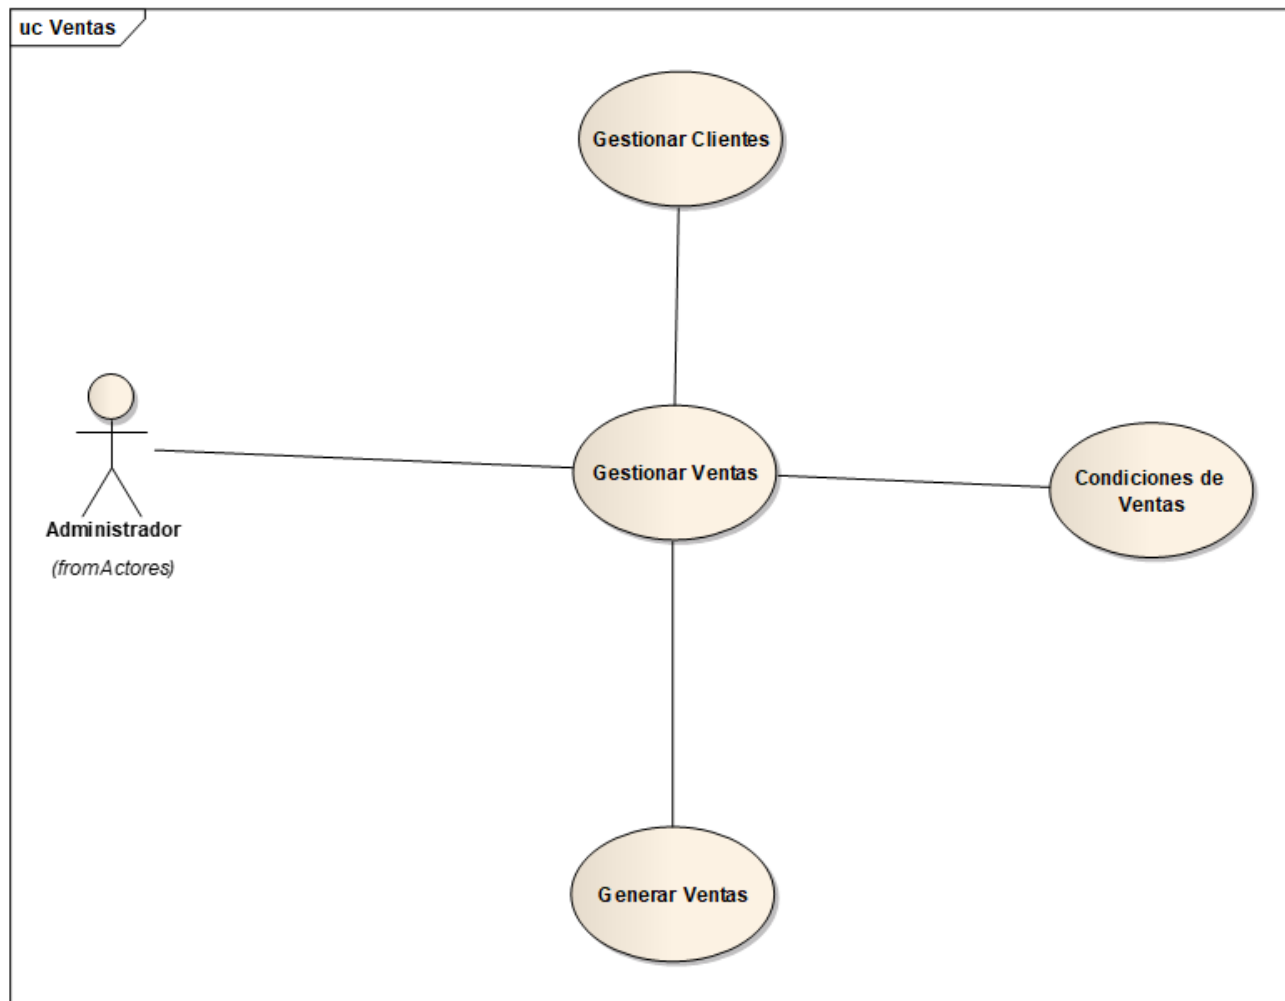 uc Ventas
Gestionar Clientes
Gestionar Ventas
Condiciones de
Ventas
Administrador
(fromActores)
Generar Ventas